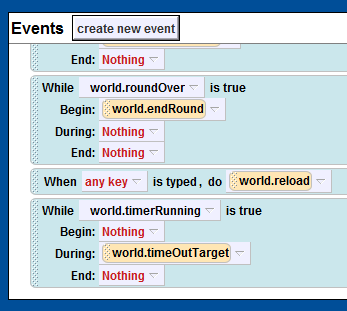 Events create new event
End: Nothing
While world.roundOver is true
Begin: world.endRound
During: Nothing
End: Nothing
When any key is typed , do world.reload
While world.timerRunning is true
Begin: Nothing
During: world.timeOutTarget
End: Nothing